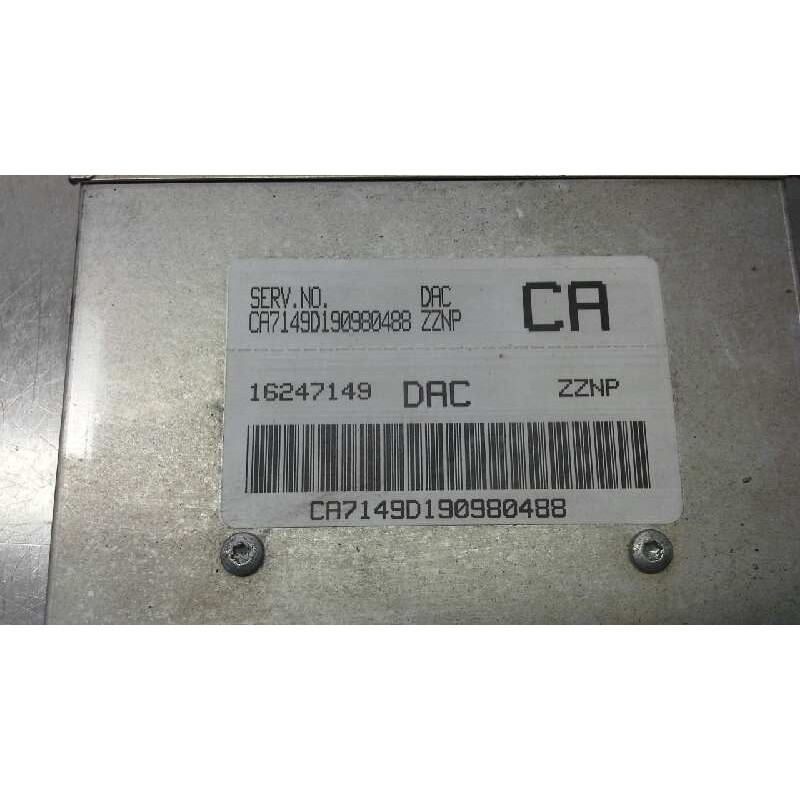 SERV.NO. DAC
CA7149D190980488 ZZNP
CA
16247149 DAC ZZNP
CA7149D190980488